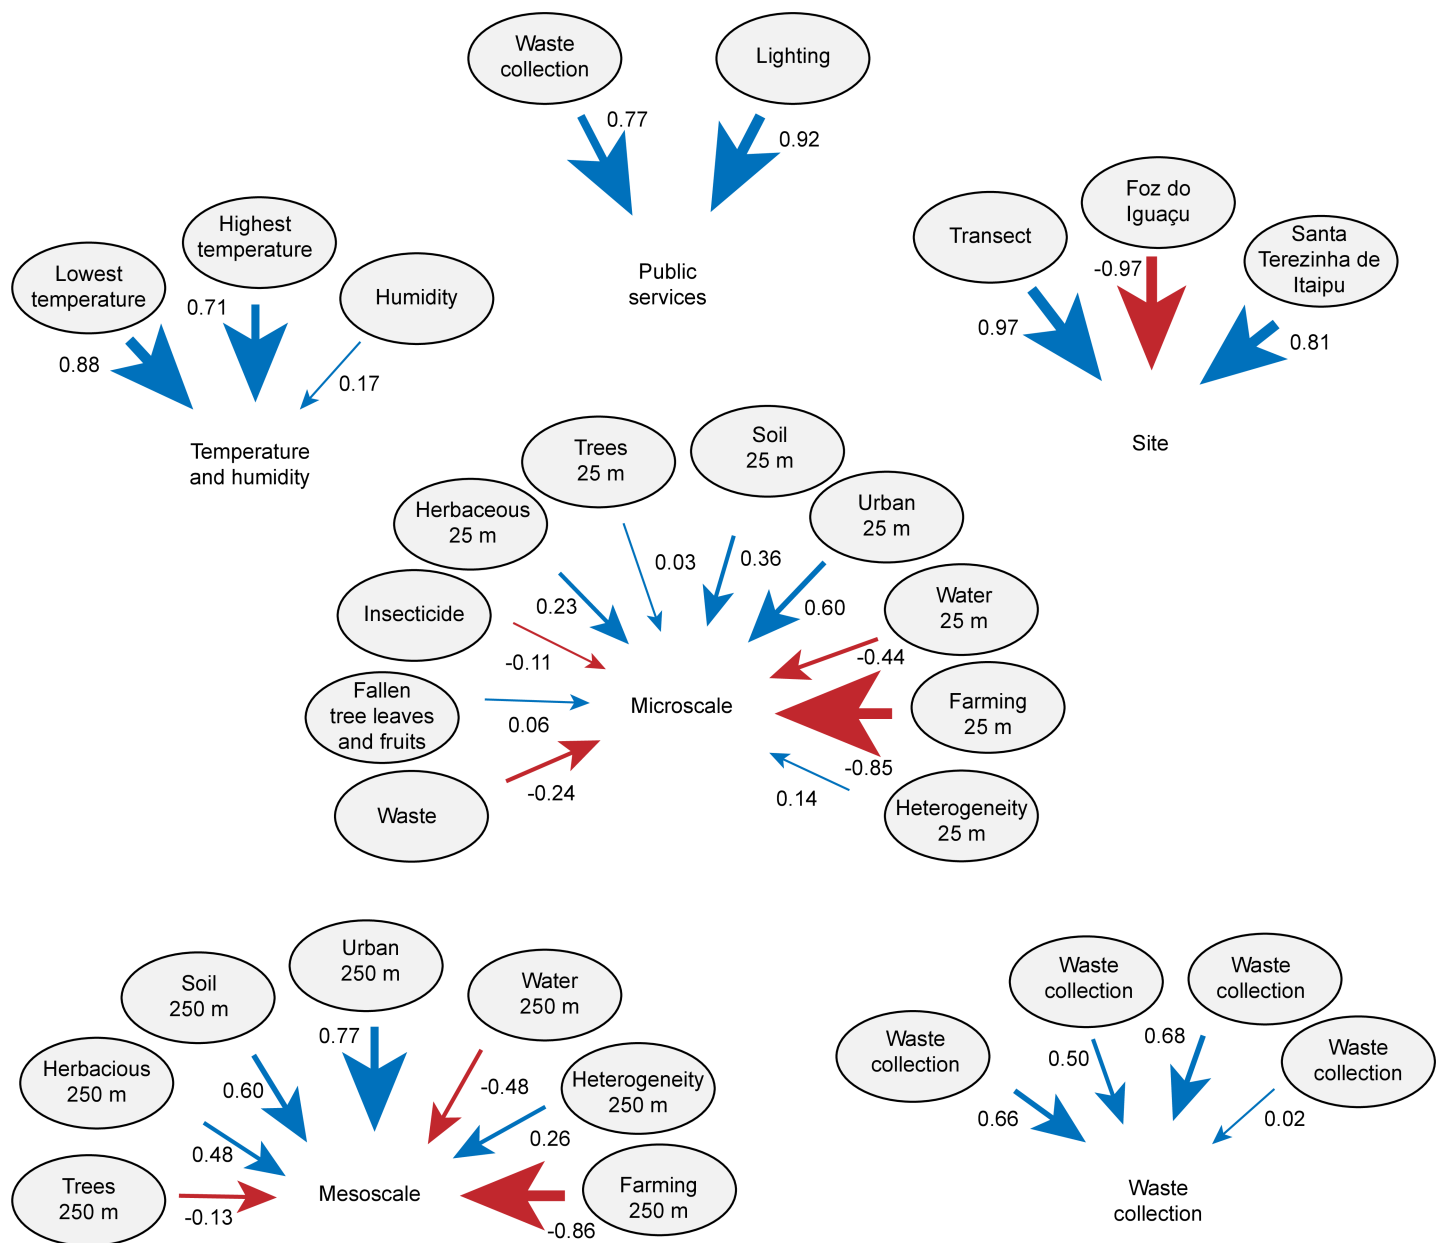 Waste
collection
Lighting
0.77
0.92
Public
services
Lowest
temperature
Highest
temperature
Humidity
0.88
0.71
0.17
Temperature
and humidity
Transect
Foz do
Iguaçu
Santa
Terezinha de
Itaipu
0.97
-0.97
0.81
Site
Waste
Fallen
tree leaves
and fruits
Insecticide
Herbaceous
25 m
Trees
25 m
Soil
25 m
Urban
25 m
Water
25 m
Farming
25 m
Heterogeneity
25 m
-0.24
0.06
-0.11
0.23
0.03
0.36
0.60
-0.44
-0.85
0.14
Microscale
Trees
250 m
Herbacious
250 m
Soil
250 m
Urban
250 m
Water
250 m
Heterogeneity
250 m
Farming
250 m
-0.13
0.48
0.60
0.77
-0.48
0.26
-0.86
Mesoscale
Waste
collection
Waste
collection
Waste
collection
Waste
collection
0.66
0.50
0.68
0.02
Waste
collection